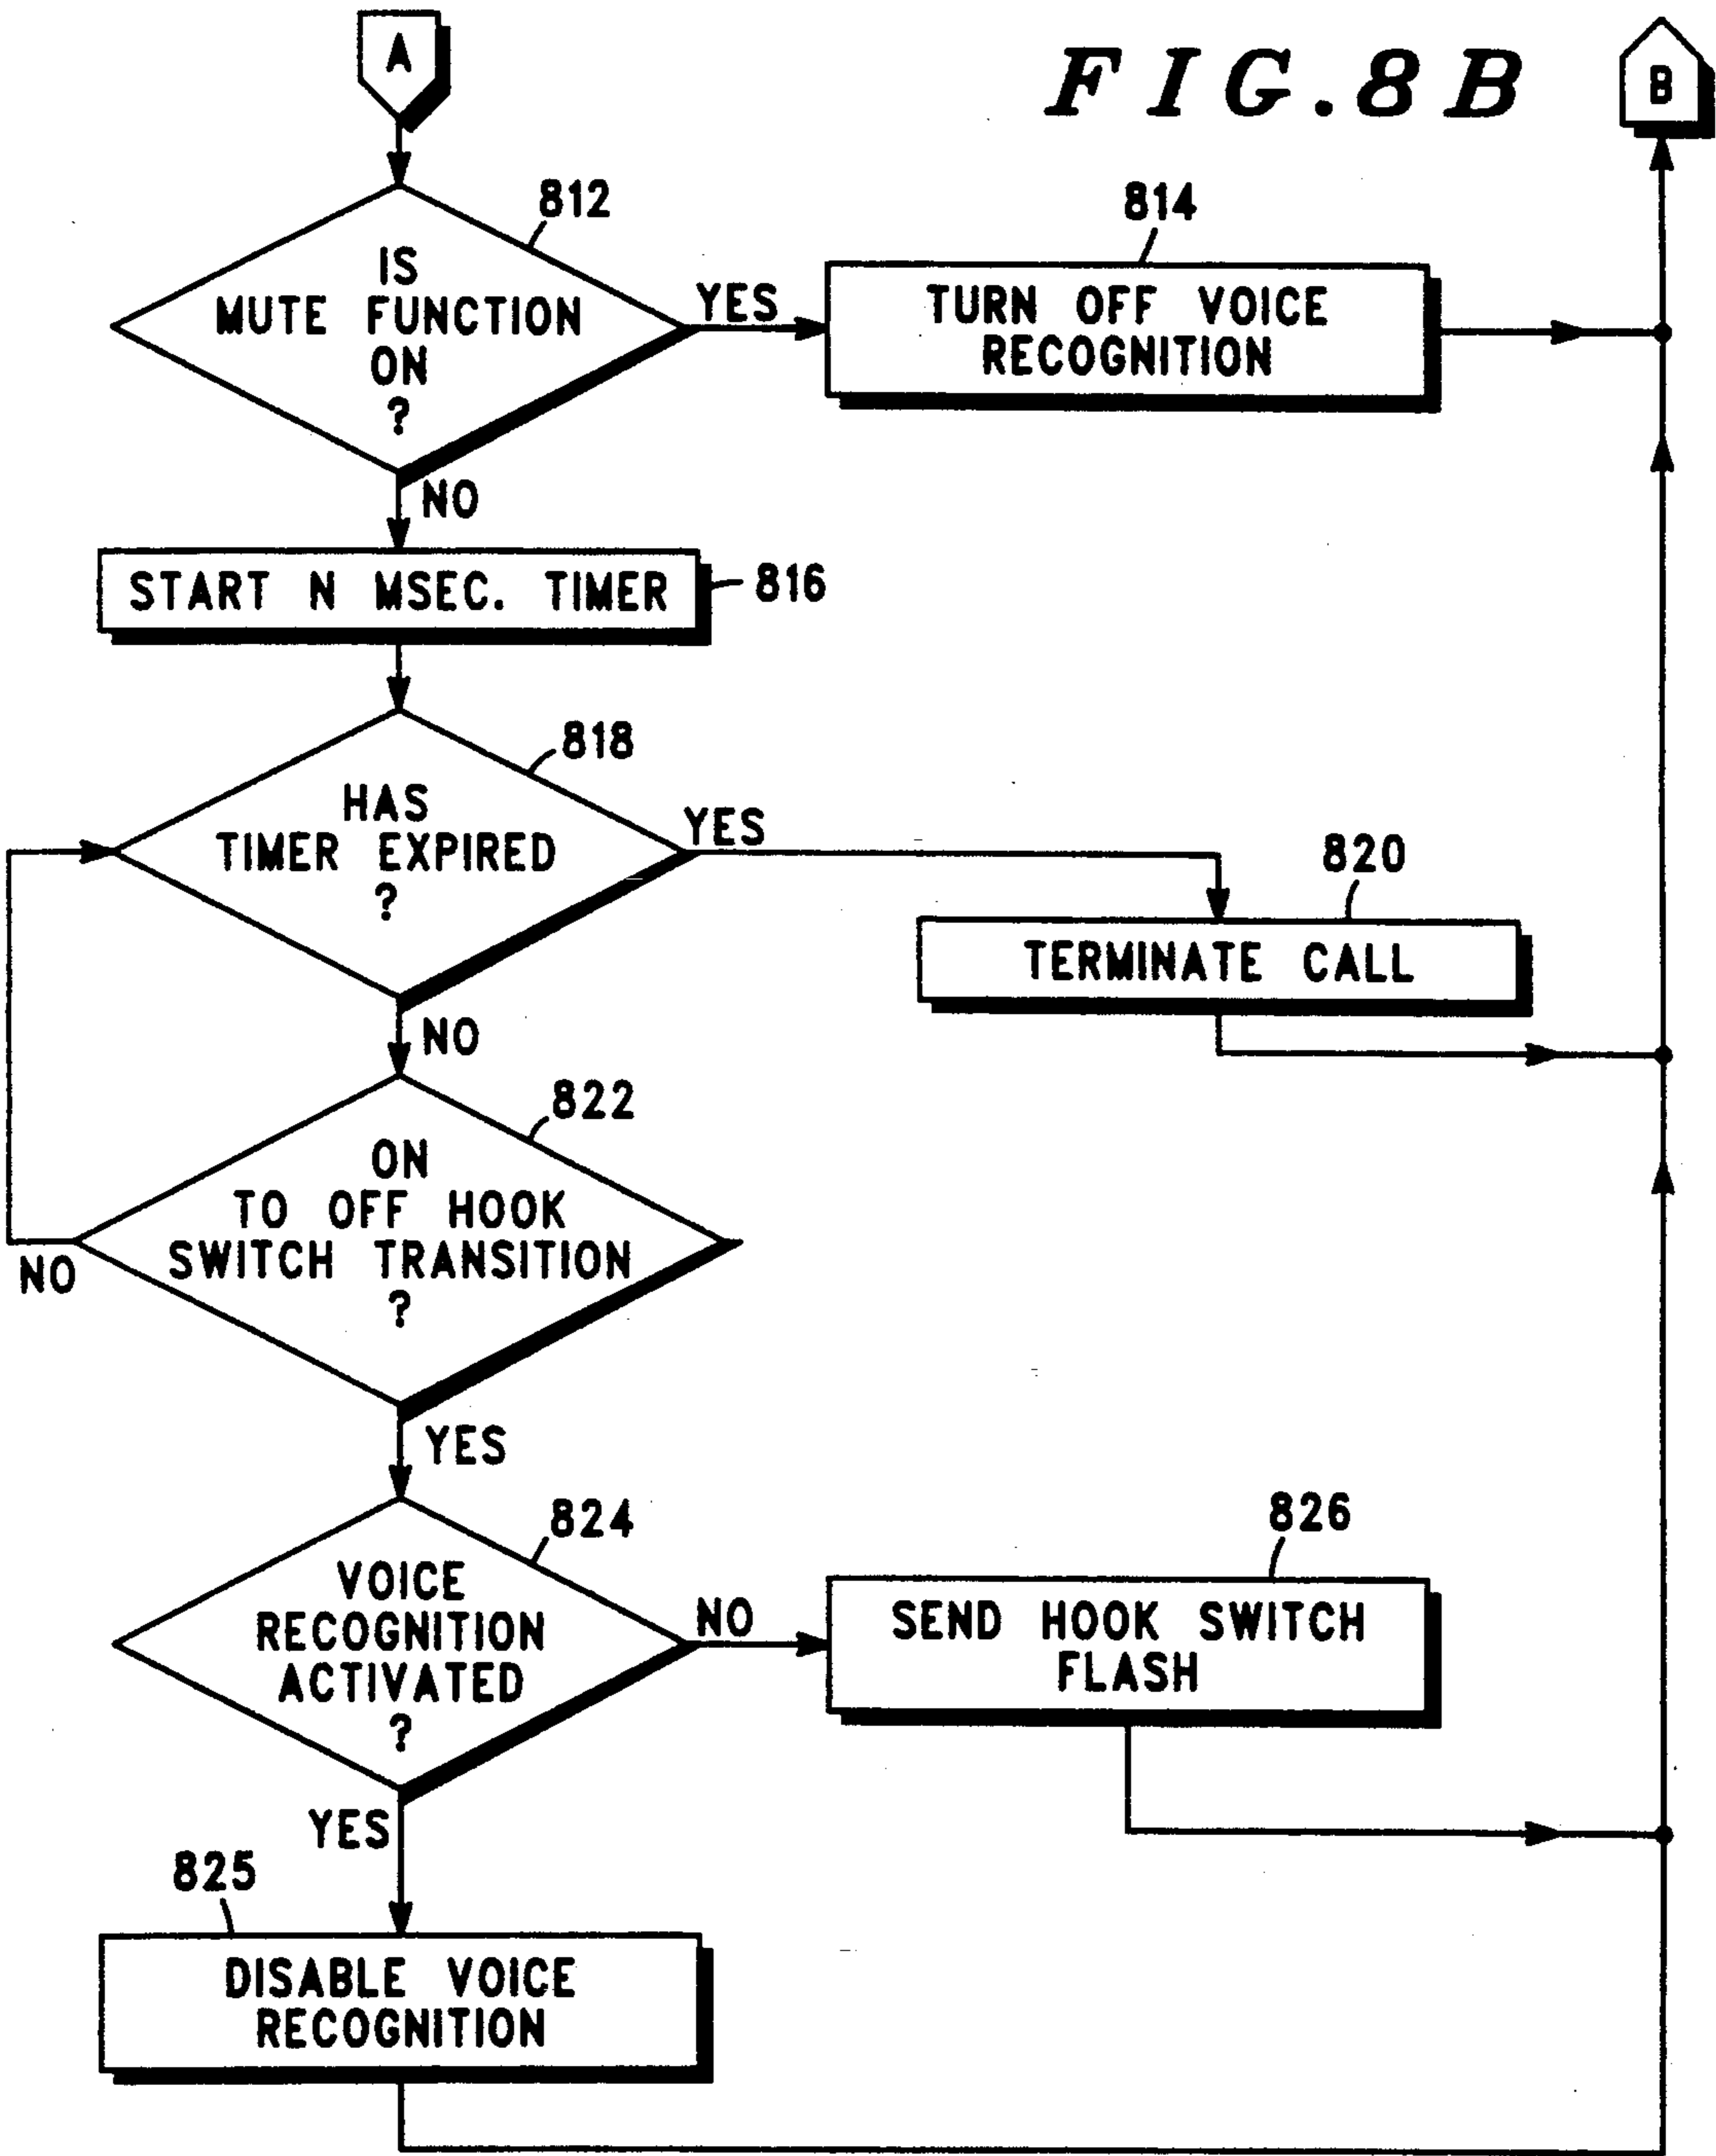 A
FIG.8B
B
812
IS
MUTE FUNCTION
ON
?
YES
814
TURN OFF VOICE
RECOGNITION
NO
START N MSEC. TIMER
816
818
HAS
TIMER EXPIRED
?
YES
820
TERMINATE CALL
NO
822
ON
TO OFF HOOK
SWITCH TRANSITION
?
NO
YES
824
VOICE
RECOGNITION
ACTIVATED
?
NO
826
SEND HOOK SWITCH
FLASH
YES
825
DISABLE VOICE
RECOGNITION